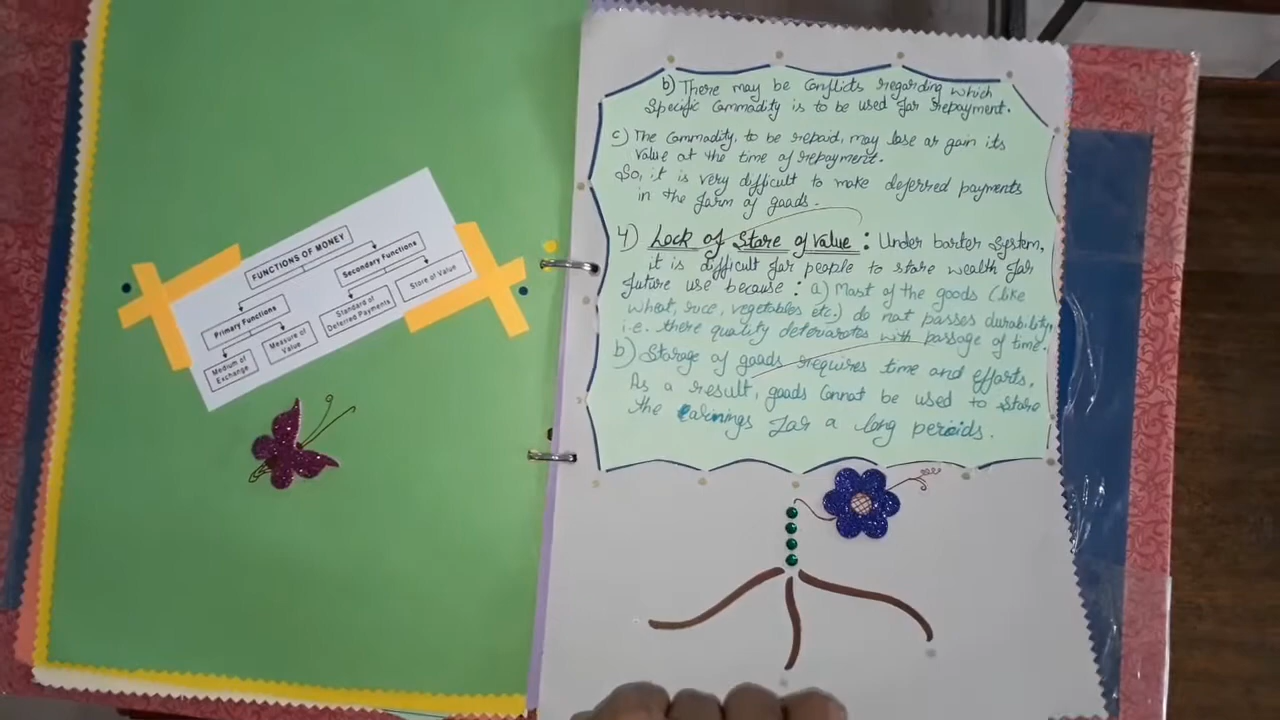 FUNCTIONS OF MONEY
Primary Functions
Secondary Functions
Medium of
Exchange
Measure of
Value
Standard of
Deferred Payments
Store of Value
b) There may be conflicts regarding which
specific commodity is to be used for repayment.
c) The commodity, to be repaid, may lose or gain its
value at the time of repayment.
So, it is very difficult to make deferred payments
in the form of goods.
4) Lack of Store of value : Under barter system,
it is difficult for people to store wealth for
future use because : a) Most of the goods (like
wheat, rice, vegetables etc.) do not posses durability,
i.e. there quality deteriorates with passage of time.
b) Storage of goods requires time and efforts,
As a result, goods cannot be used to store
the earnings for a long periods.